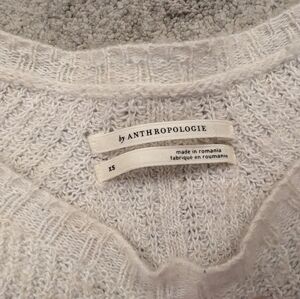 by ANTHROPOLOGIE
XS
made in romania
fabriqué en roumanie